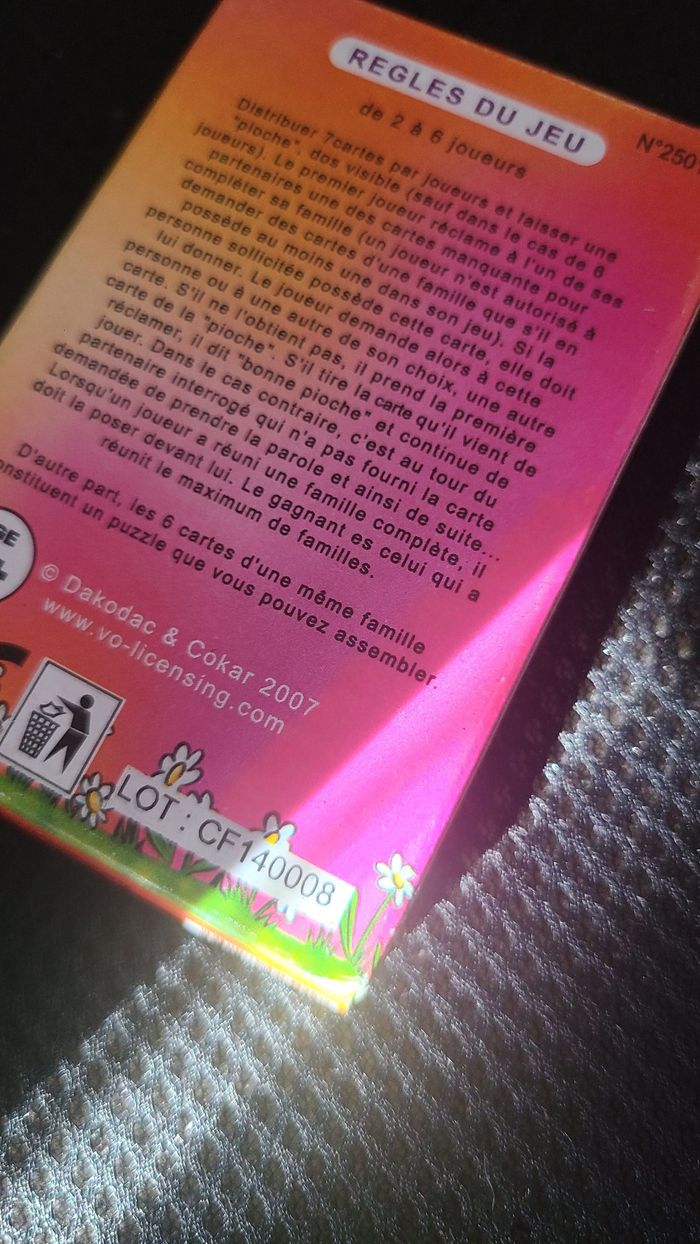 REGLES DU JEU
N°250
de 2 à 6 joueurs
Distribuer 7cartes par joueurs et laisser une
"pioche", dos visible (sauf dans le cas de 6
joueurs). Le premier joueur réclame à l'un de ses
partenaires une des cartes manquante pour
compléter sa famille (un joueur n'est autorisé à
demander des cartes d'une famille que s'il en
possède au moins une dans son jeu). Si la
personne sollicitée possède cette carte, elle doit
lui donner. Le joueur demande alors à cette
personne ou à une autre de son choix, une autre
carte. S'il ne l'obtient pas, il prend la première
carte de la "pioche". S'il tire la carte qu'il vient de
réclamer, il dit "bonne pioche" et continue de
jouer. Dans le cas contraire, c'est au tour du
partenaire interrogé qui n'a pas fourni la carte
demandée de prendre la parole et ainsi de suite...
Lorsqu'un joueur a réuni une famille complète, il
doit la poser devant lui. Le gagnant es celui qui a
réunit le maximum de familles.
D'autre part, les 6 cartes d'une même famille
onstituent un puzzle que vous pouvez assembler.
© Dakodac & Cokar 2007
www.vo-licensing.com
LOT : CF140008